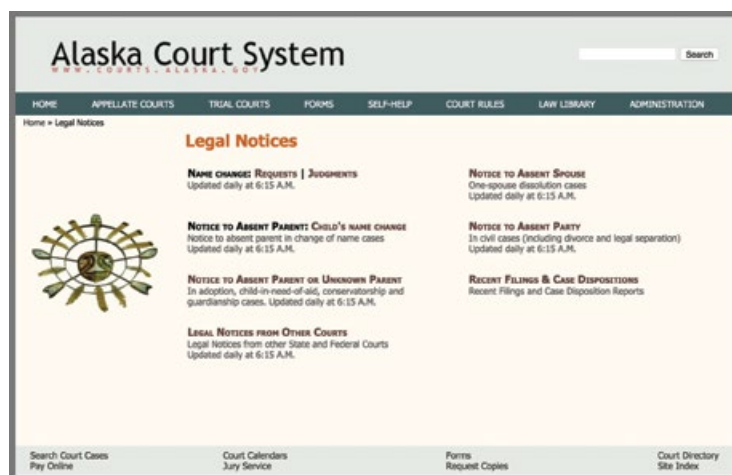 Alaska Court System
WWW.COURTS.ALASKA.GOV
Search
HOME APPELLATE COURTS TRIAL COURTS FORMS SELF-HELP COURT RULES LAW LIBRARY ADMINISTRATION
Home » Legal Notices
Legal Notices
NAME CHANGE: REQUESTS | JUDGMENTS
Updated daily at 6:15 A.M.
NOTICE TO ABSENT PARENT: CHILD'S NAME CHANGE
Notice to absent parent in change of name cases
Updated daily at 6:15 A.M.
NOTICE TO ABSENT PARENT OR UNKNOWN PARENT
In adoption, child-in-need-of-aid, conservatorship and
guardianship cases. Updated daily at 6:15 A.M.
LEGAL NOTICES FROM OTHER COURTS
Legal Notices from other State and Federal Courts
Updated daily at 6:15 A.M.
NOTICE TO ABSENT SPOUSE
One-spouse dissolution cases
Updated daily at 6:15 A.M.
NOTICE TO ABSENT PARTY
In civil cases (including divorce and legal separation)
Updated daily at 6:15 A.M.
RECENT FILINGS & CASE DISPOSITIONS
Recent Filings and Case Disposition Reports
Search Court Cases Court Calendars Forms Court Directory
Pay Online Jury Service Request Copies Site Index